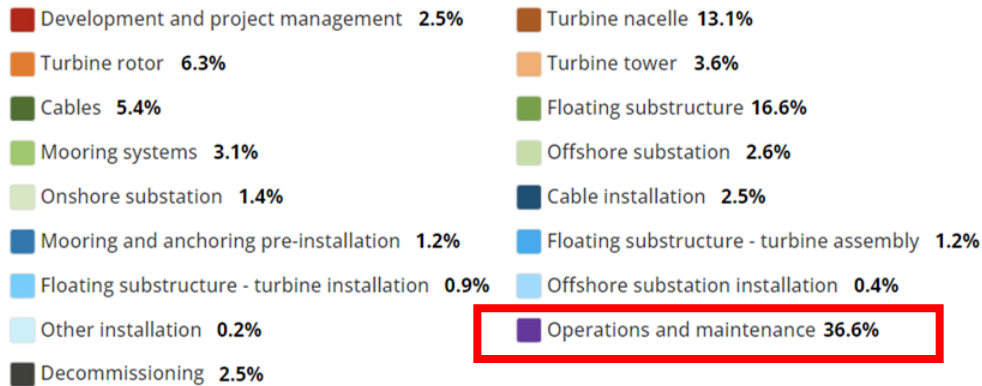 Development and project management 2.5%
Turbine nacelle 13.1%
Turbine rotor 6.3%
Turbine tower 3.6%
Cables 5.4%
Floating substructure 16.6%
Mooring systems 3.1%
Offshore substation 2.6%
Onshore substation 1.4%
Cable installation 2.5%
Mooring and anchoring pre-installation 1.2%
Floating substructure - turbine assembly 1.2%
Floating substructure - turbine installation 0.9%
Offshore substation installation 0.4%
Other installation 0.2%
Operations and maintenance 36.6%
Decommissioning 2.5%